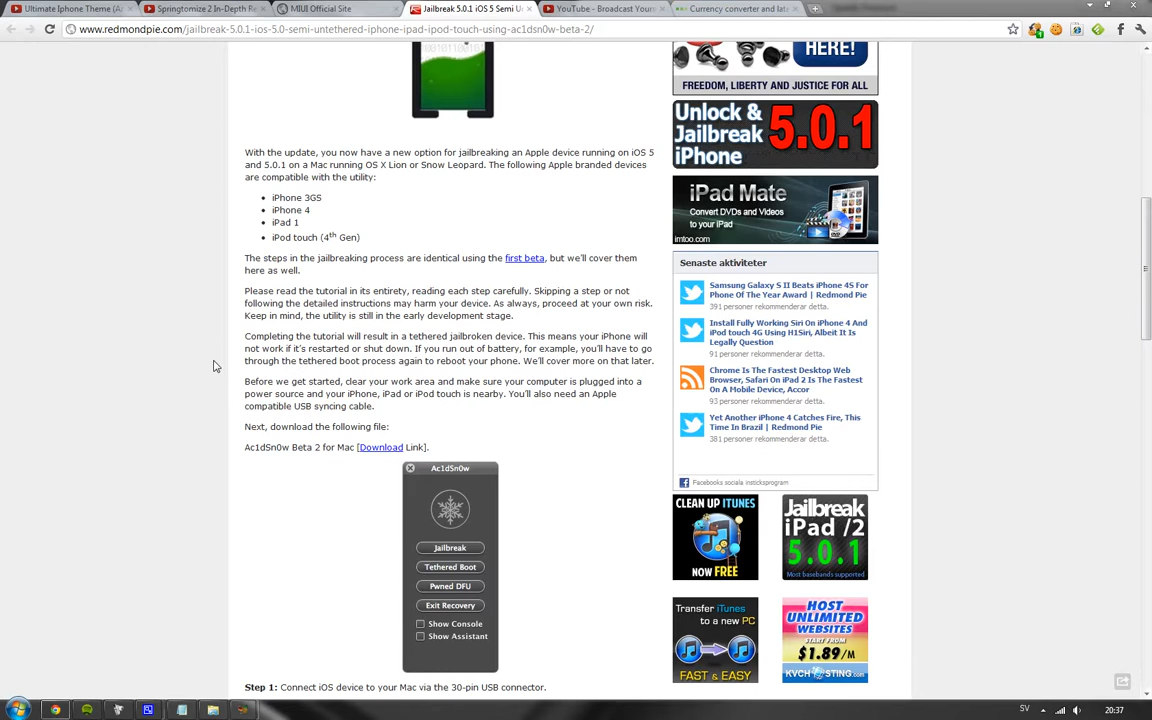 Ultimate Iphone Theme (A
Springtomize 2 In-Depth R
MIUI Official Site
Jailbreak 5.0.1 iOS 5 Semi U
YouTube - Broadcast Yours
Currency converter and late
www.redmondpie.com/jailbreak-5.0.1-ios-5.0-semi-untethered-iphone-ipad-ipod-touch-using-ac1dsn0w-beta-2/
HERE!
FREEDOM, LIBERTY AND JUSTICE FOR ALL
Unlock &
Jailbreak
iPhone
5.0.1
With the update, you now have a new option for jailbreaking an Apple device running on iOS 5
and 5.0.1 on a Mac running OS X Lion or Snow Leopard. The following Apple branded devices
are compatible with the utility:
iPhone 3GS
iPhone 4
iPad 1
iPod touch (4th Gen)
The steps in the jailbreaking process are identical using the first beta, but we'll cover them
here as well.
Please read the tutorial in its entirety, reading each step carefully. Skipping a step or not
following the detailed instructions may harm your device. As always, proceed at your own risk.
Keep in mind, the utility is still in the early development stage.
Completing the tutorial will result in a tethered jailbroken device. This means your iPhone will
not work if it's restarted or shut down. If you run out of battery, for example, you'll have to go
through the tethered boot process again to reboot your phone. We'll cover more on that later.
Before we get started, clear your work area and make sure your computer is plugged into a
power source and your iPhone, iPad or iPod touch is nearby. You'll also need an Apple
compatible USB syncing cable.
Next, download the following file:
Ac1dSn0w Beta 2 for Mac [Download Link].
Ac1dSn0w
Jailbreak
Tethered Boot
Pwned DFU
Exit Recovery
Show Console
Show Assistant
Step 1: Connect iOS device to your Mac via the 30-pin USB connector.
iPad Mate
Convert DVDs and Videos
to your iPad
imtoo.com
Senaste aktiviteter
Samsung Galaxy S II Beats iPhone 4S For
Phone Of The Year Award | Redmond Pie
391 personer rekommenderar detta.
Install Fully Working Siri On iPhone 4 And
iPod touch 4G Using H1Siri, Albeit It Is
Legally Question
91 personer rekommenderar detta.
Chrome Is The Fastest Desktop Web
Browser, Safari On iPad 2 Is The Fastest
On A Mobile Device, Accor
93 personer rekommenderar detta.
Yet Another iPhone 4 Catches Fire, This
Time In Brazil | Redmond Pie
381 personer rekommenderar detta.
Facebooks sociala insticksprogram
CLEAN UP ITUNES
NOW FREE
Jailbreak
iPad /2
5.0.1
Most basebands supported
Transfer iTunes
to a new PC
FAST & EASY
HOST
UNLIMITED
WEBSITES
START FROM
$1.89/M
KVCHOSTING.com
SV
20:37